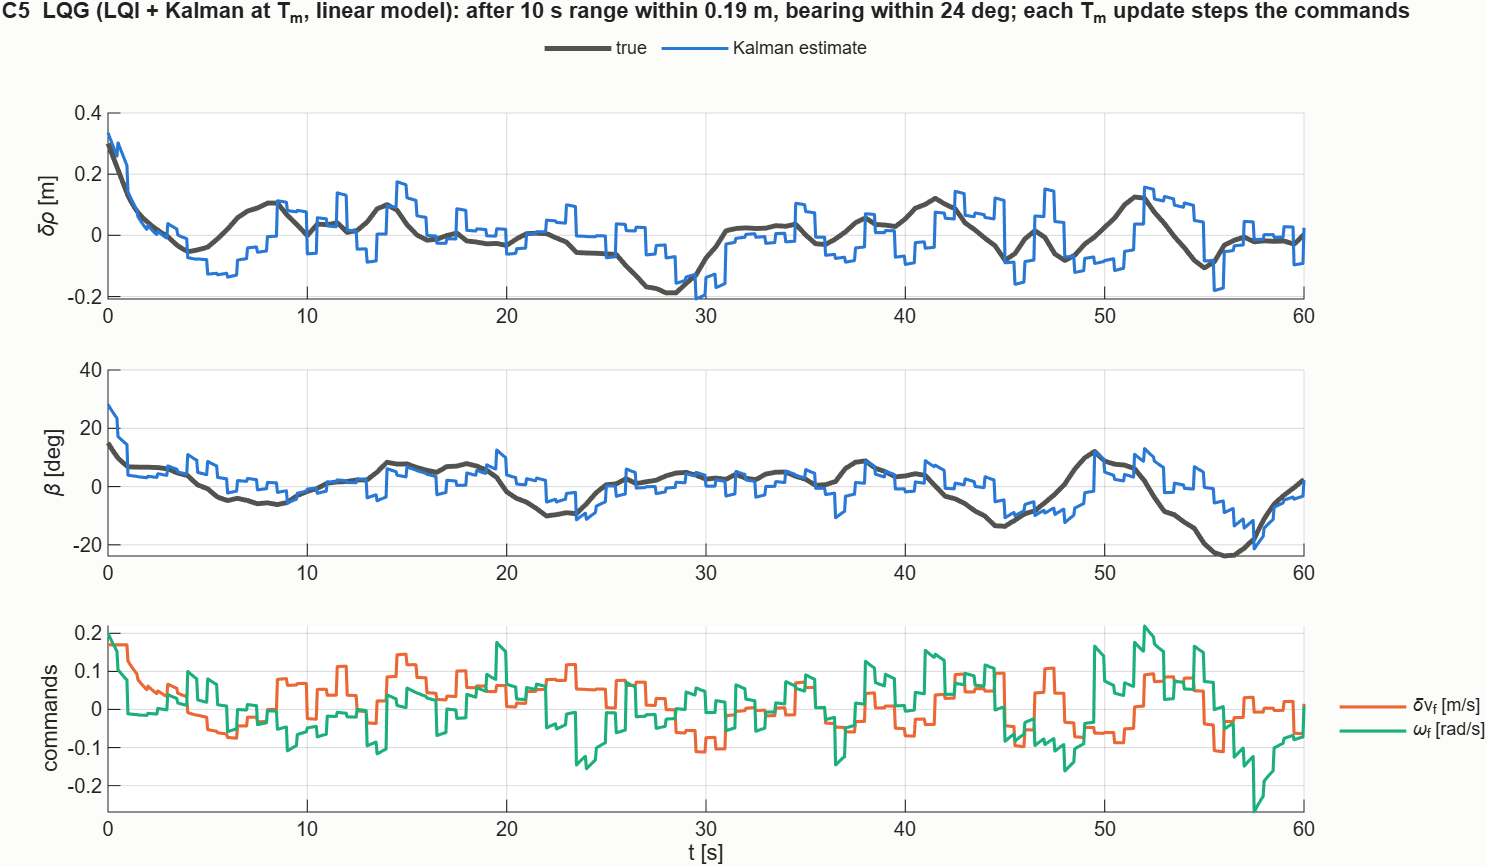 C5 LQG (LQI + Kalman at Tm, linear model): after 10 s range within 0.19 m, bearing within 24 deg; each Tm update steps the commands
true Kalman estimate
δρ [m]
0.4
0.2
0
-0.2
0 10 20 30 40 50 60
β [deg]
40
20
0
-20
0 10 20 30 40 50 60
commands
0.2
0.1
0
-0.1
-0.2
0 10 20 30 40 50 60
t [s]
δvf [m/s]
ωf [rad/s]